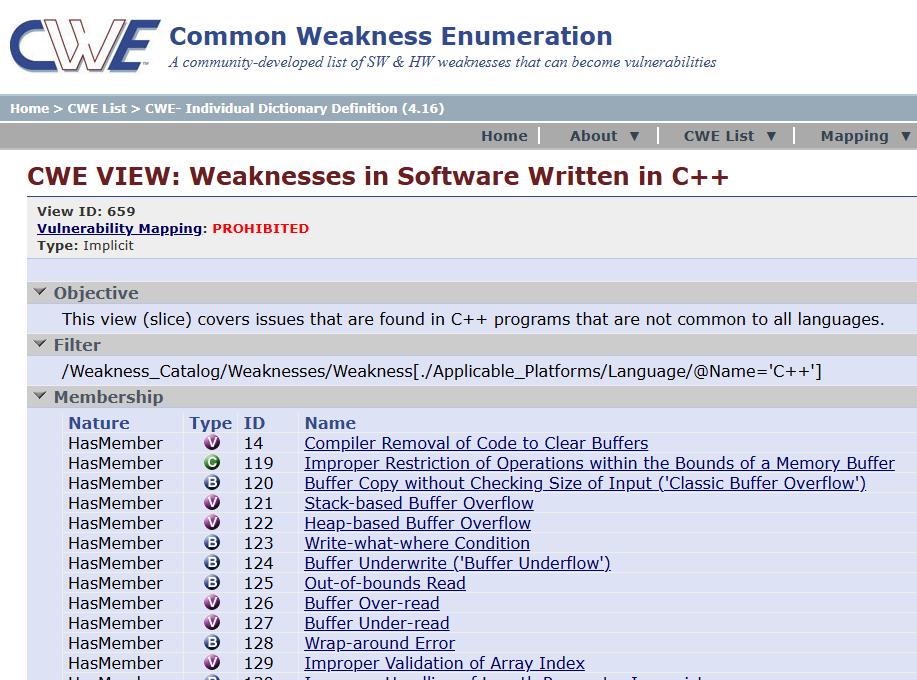 CWE™ Common Weakness Enumeration
A community-developed list of SW & HW weaknesses that can become vulnerabilities
Home > CWE List > CWE- Individual Dictionary Definition (4.16)
Home | About ▼ | CWE List ▼ | Mapping ▼
CWE VIEW: Weaknesses in Software Written in C++
View ID: 659
Vulnerability Mapping: PROHIBITED
Type: Implicit
Objective
This view (slice) covers issues that are found in C++ programs that are not common to all languages.
Filter
/Weakness_Catalog/Weaknesses/Weakness[./Applicable_Platforms/Language/@Name='C++']
Membership
Nature Type ID Name
HasMember V 14 Compiler Removal of Code to Clear Buffers
HasMember C 119 Improper Restriction of Operations within the Bounds of a Memory Buffer
HasMember B 120 Buffer Copy without Checking Size of Input ('Classic Buffer Overflow')
HasMember V 121 Stack-based Buffer Overflow
HasMember V 122 Heap-based Buffer Overflow
HasMember B 123 Write-what-where Condition
HasMember B 124 Buffer Underwrite ('Buffer Underflow')
HasMember B 125 Out-of-bounds Read
HasMember V 126 Buffer Over-read
HasMember V 127 Buffer Under-read
HasMember B 128 Wrap-around Error
HasMember V 129 Improper Validation of Array Index